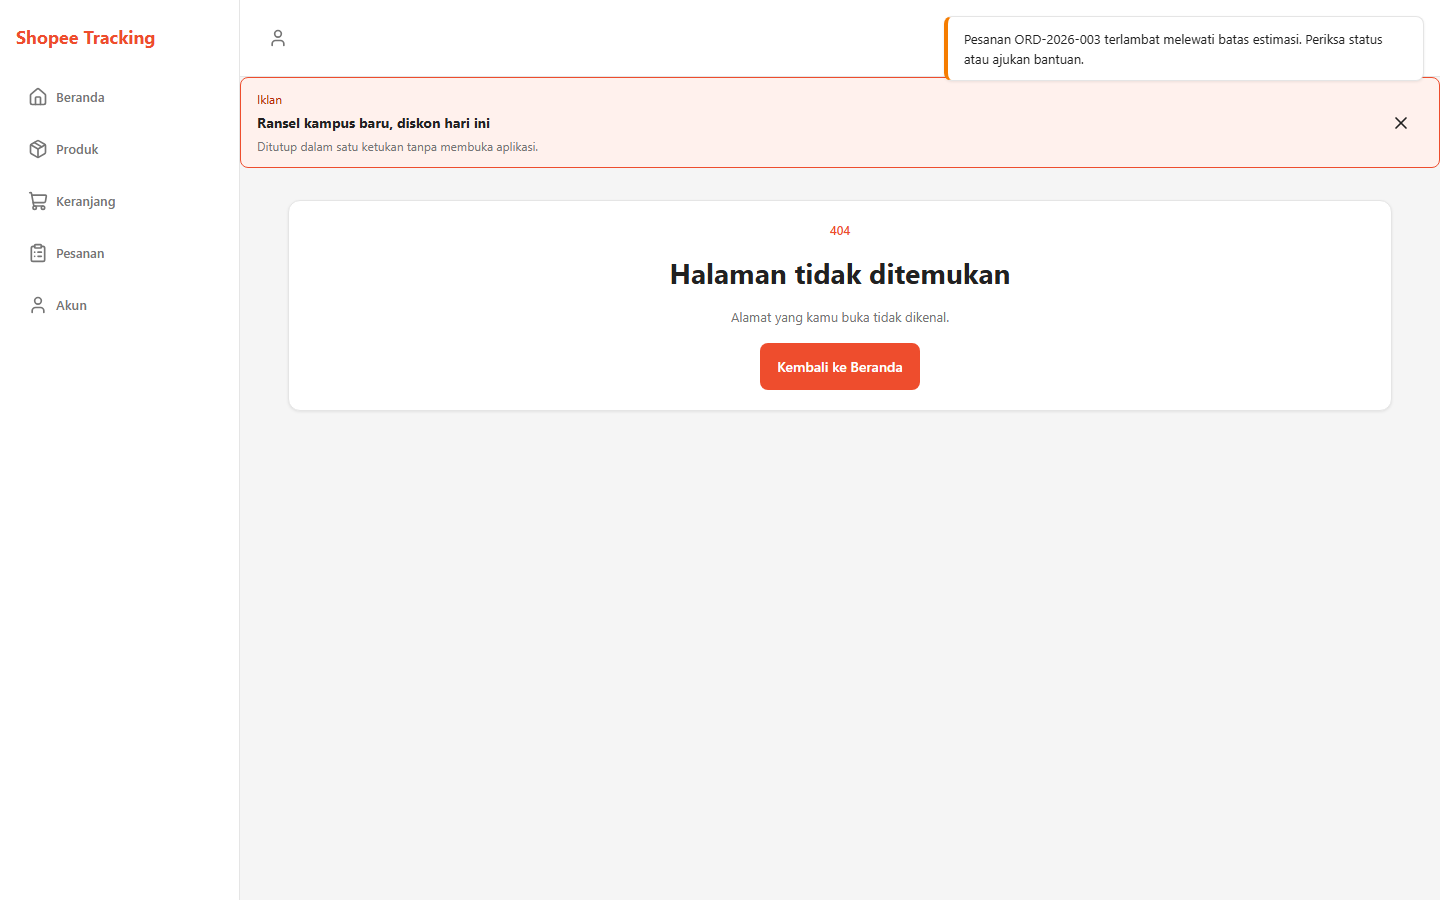 Shopee Tracking
Beranda
Produk
Keranjang
Pesanan
Akun
Pesanan ORD-2026-003 terlambat melewati batas estimasi. Periksa status
atau ajukan bantuan.
Iklan
Ransel kampus baru, diskon hari ini
Ditutup dalam satu ketukan tanpa membuka aplikasi.
404
Halaman tidak ditemukan
Alamat yang kamu buka tidak dikenal.
Kembali ke Beranda